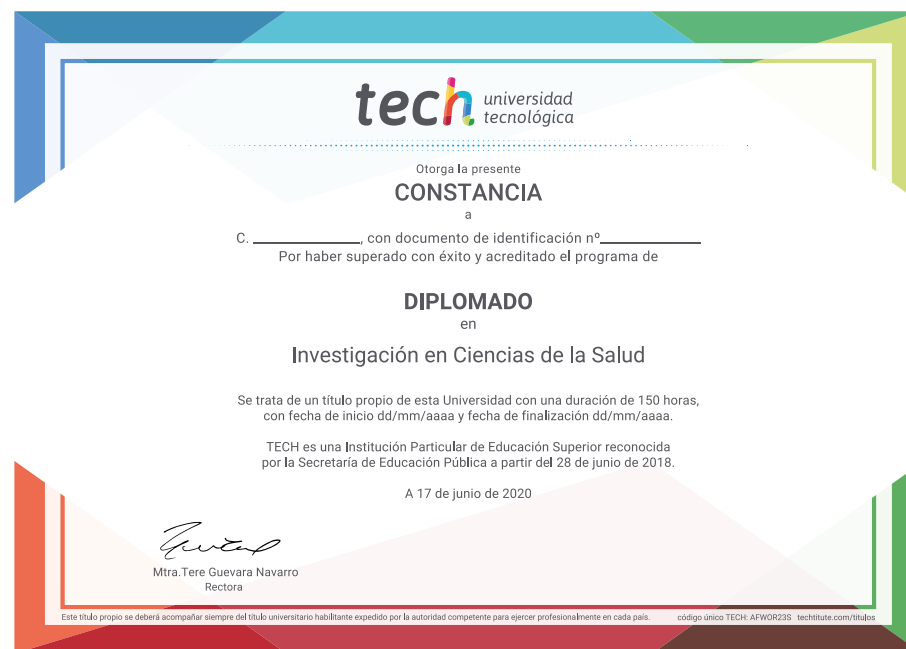 tech universidad
tecnológica
Otorga la presente
CONSTANCIA
a
C. ____________, con documento de identificación nº____________
Por haber superado con éxito y acreditado el programa de
DIPLOMADO
en
Investigación en Ciencias de la Salud
Se trata de un título propio de esta Universidad con una duración de 150 horas,
con fecha de inicio dd/mm/aaaa y fecha de finalización dd/mm/aaaa.
TECH es una Institución Particular de Educación Superior reconocida
por la Secretaría de Educación Pública a partir del 28 de junio de 2018.
A 17 de junio de 2020
Mtra.Tere Guevara Navarro
Rectora
Este título propio se deberá acompañar siempre del título universitario habilitante expedido por la autoridad competente para ejercer profesionalmente en cada país. código único TECH: AFWOR23S techtitute.com/titulos